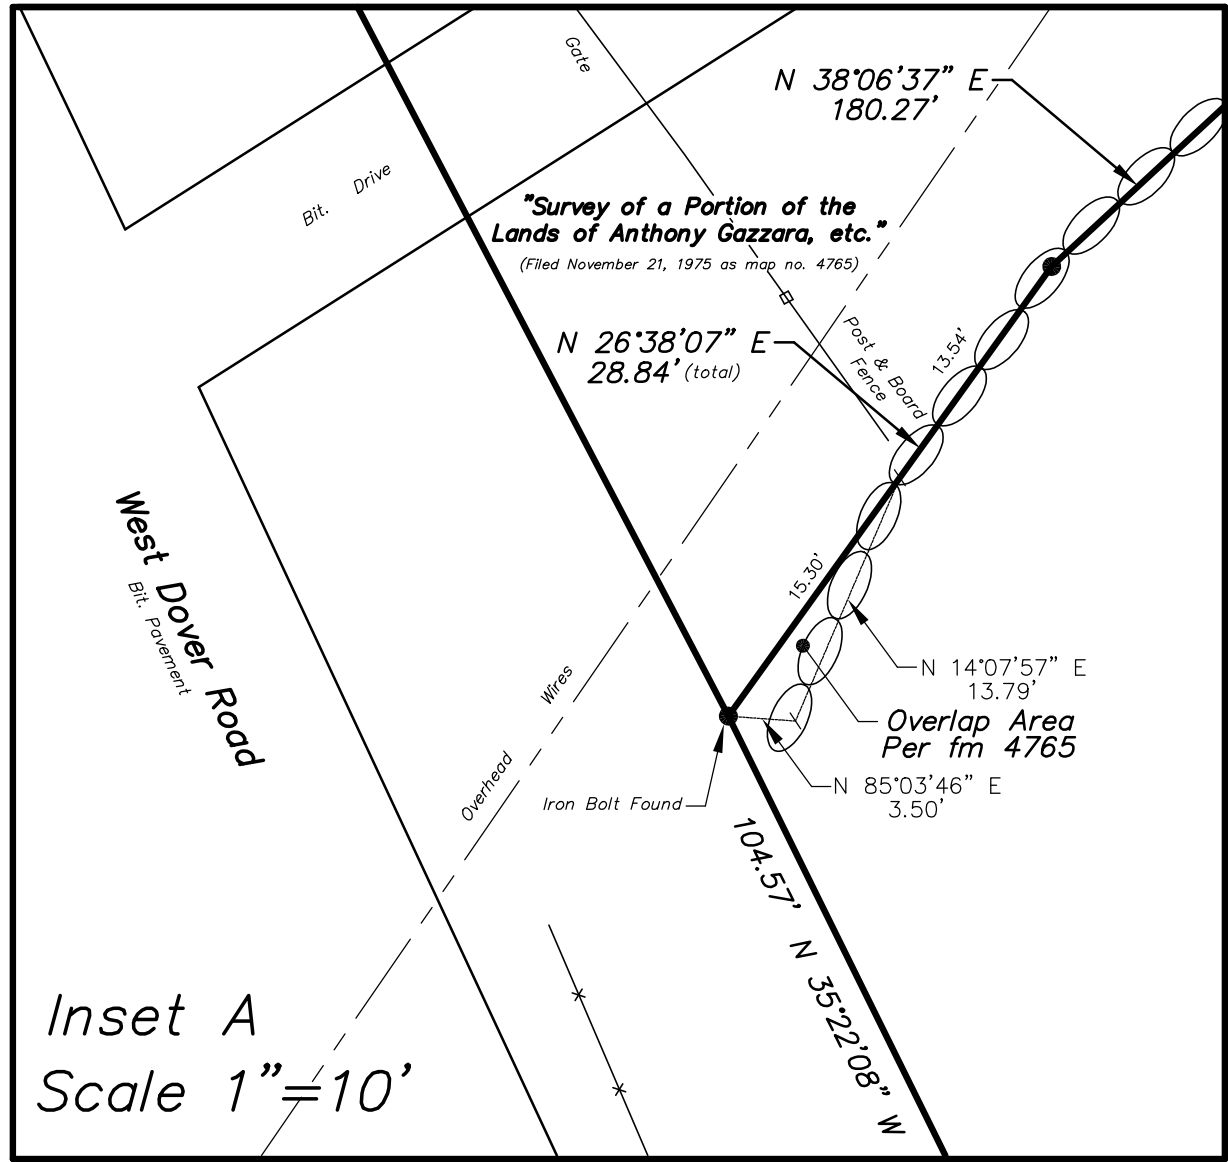 Gate
N 38°06'37" E
180.27'
Bit. Drive
"Survey of a Portion of the
Lands of Anthony Gazzara, etc."
(Filed November 21, 1975 as map no. 4765)
N 26°38'07" E
28.84' (total)
Post & Board
Fence
13.54'
West Dover Road
Bit. Pavement
15.30'
N 14°07'57" E
13.79'
Overlap Area
Per fm 4765
N 85°03'46" E
3.50'
Overhead Wires
Iron Bolt Found
104.57' N 35°22'08" W
Inset A
Scale 1"=10'